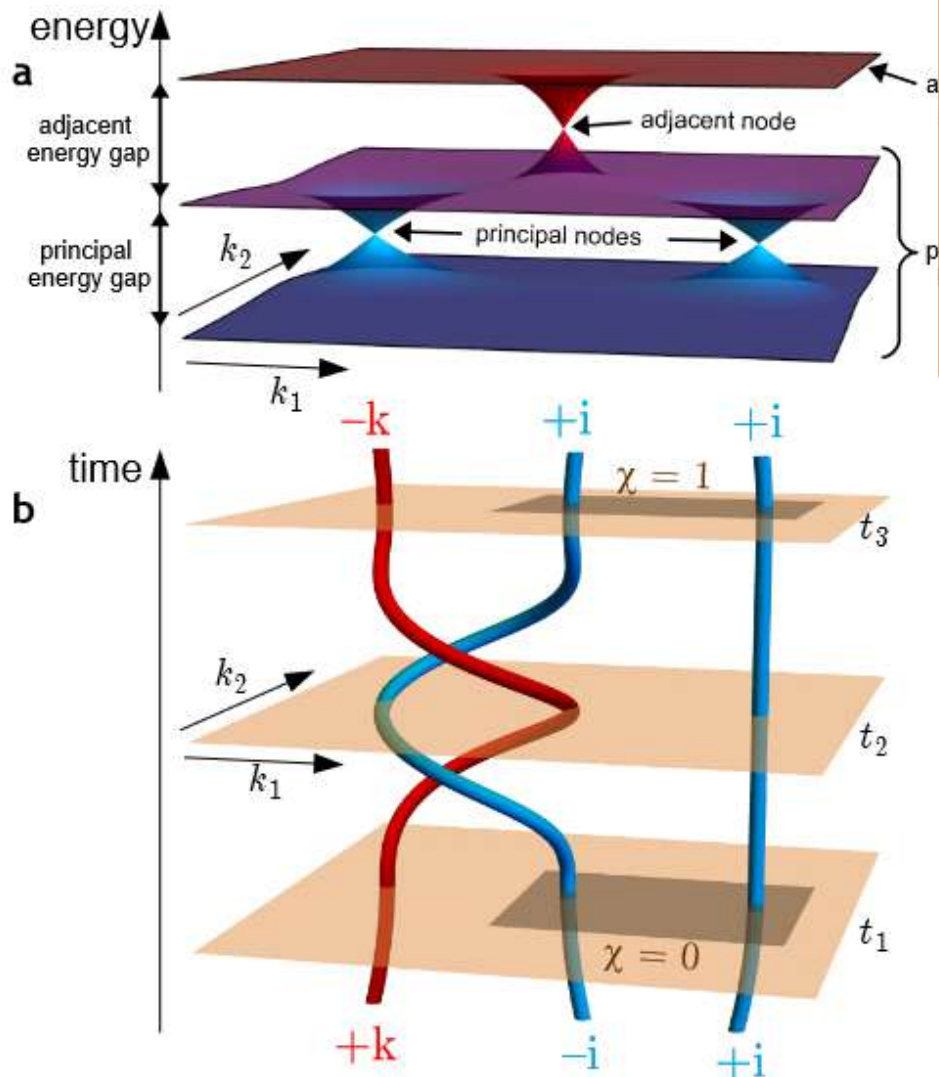 energy
a
a
adjacent
energy gap
adjacent node
principal
energy gap
principal nodes
p
k₂
k₁
–k
+i
+i
time
b
χ = 1
t₃
k₂
k₁
t₂
χ = 0
t₁
+k
–i
+i